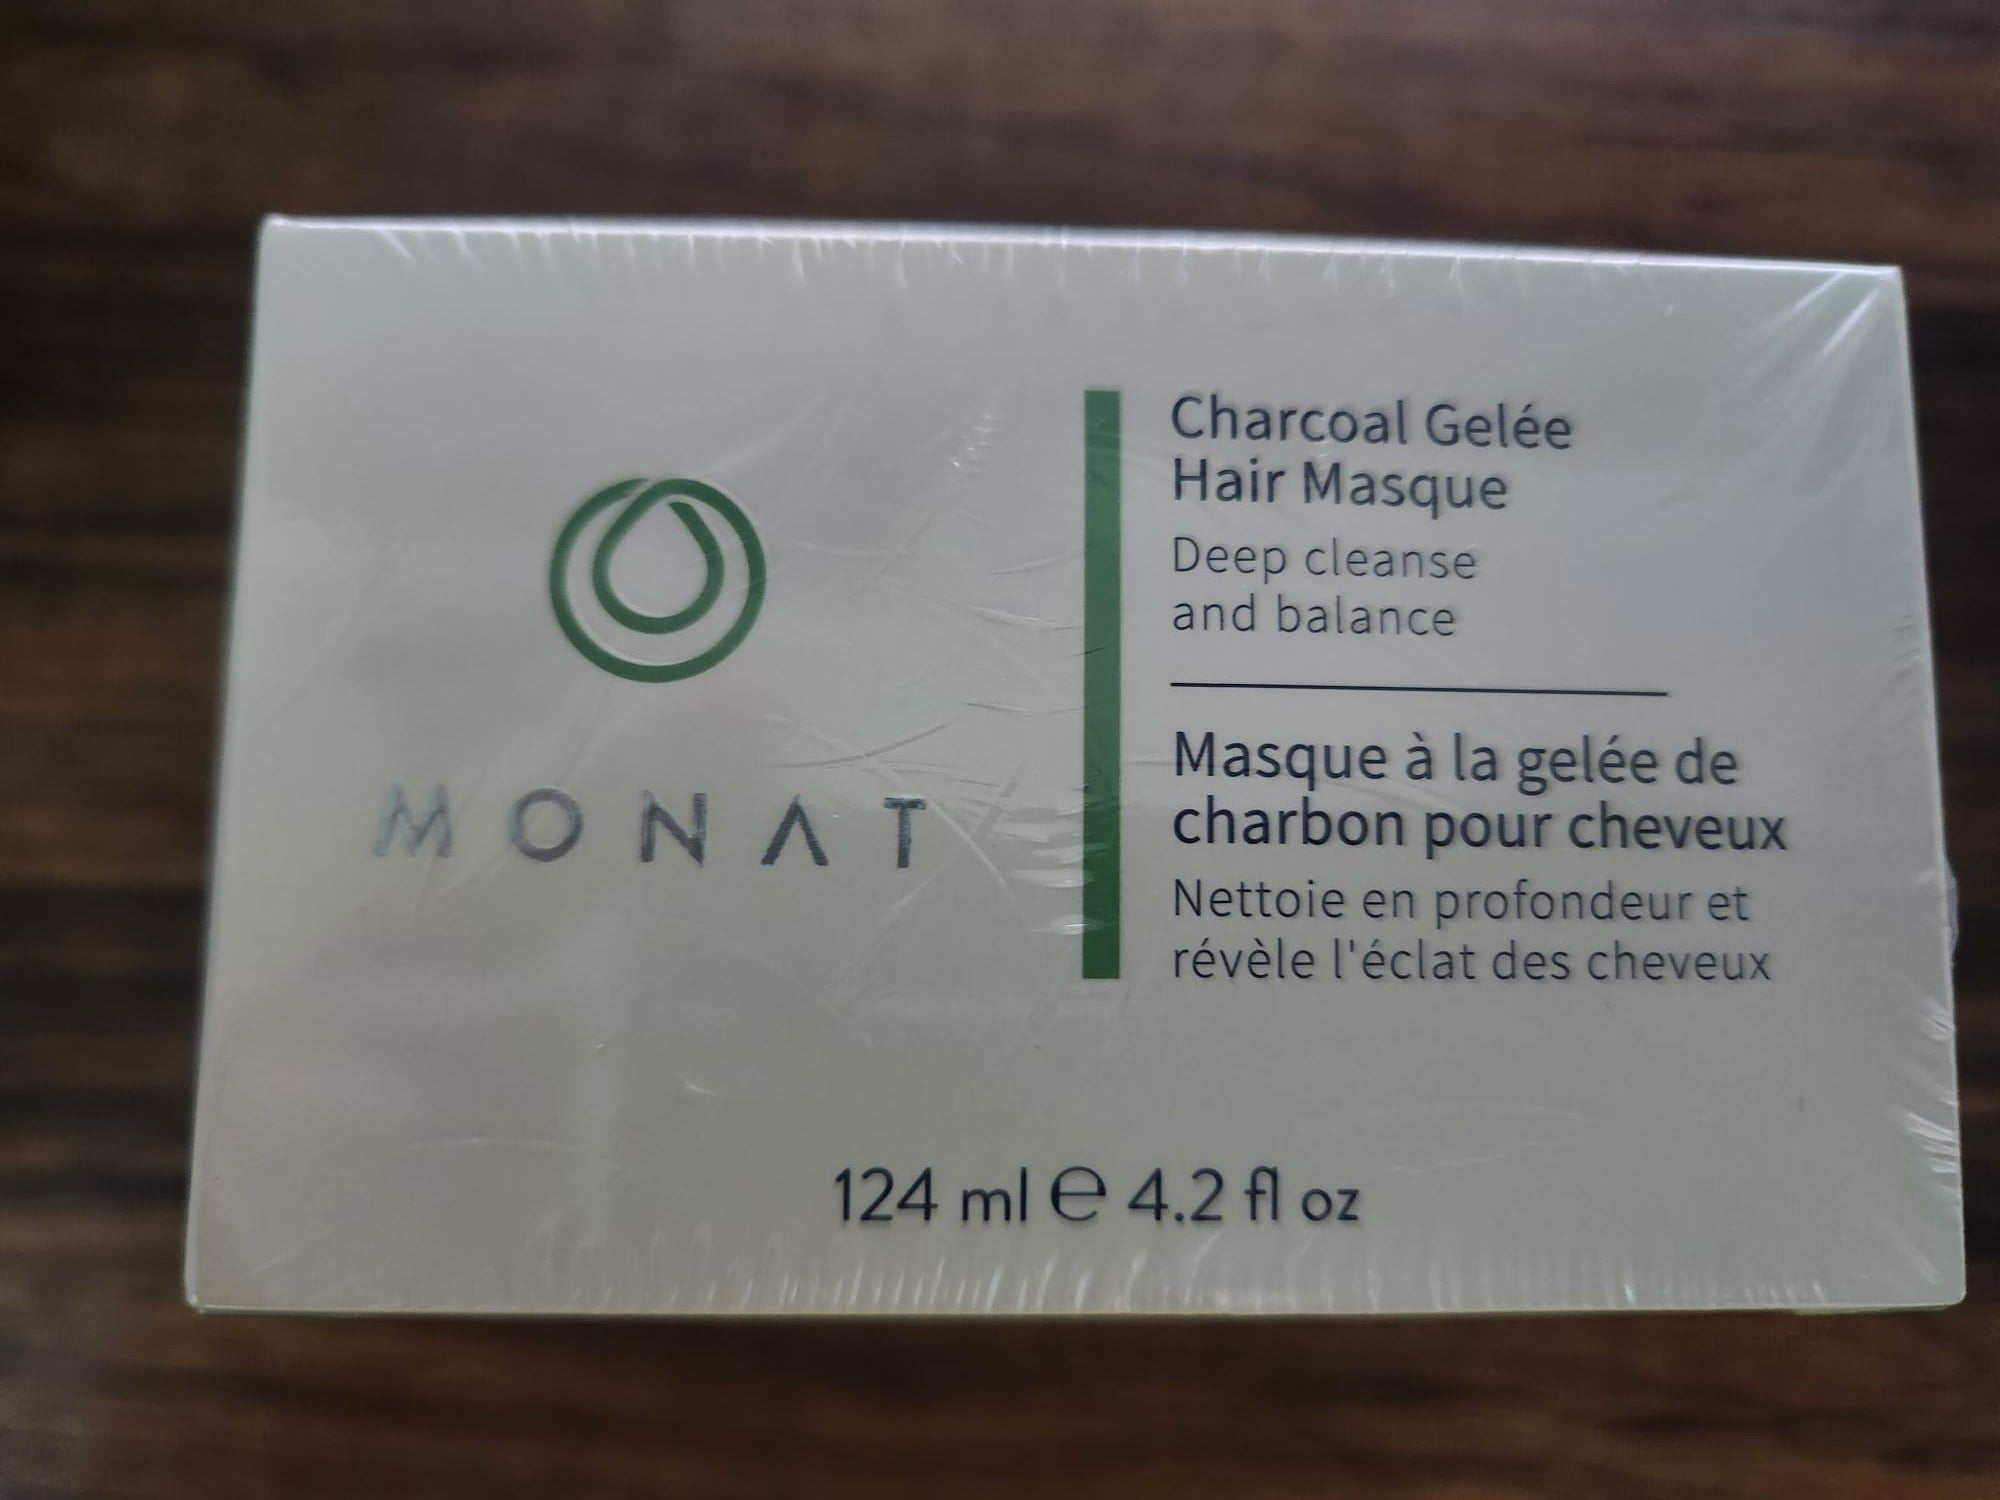 MONAT
Charcoal Gelée
Hair Masque
Deep cleanse
and balance
Masque à la gelée de
charbon pour cheveux
Nettoie en profondeur et
révèle l'éclat des cheveux
124 ml ℮ 4.2 fl oz